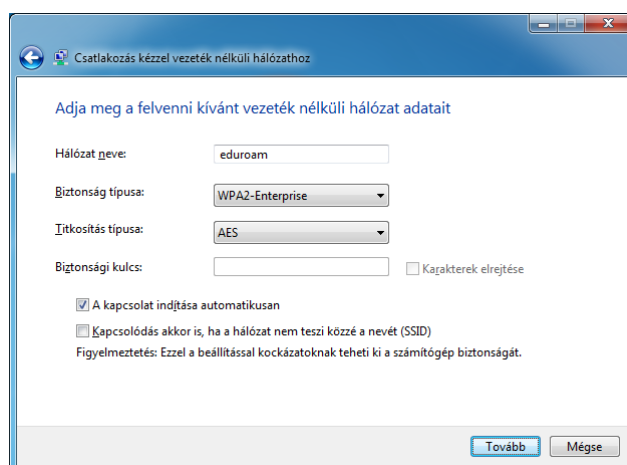 Csatlakozás kézzel vezeték nélküli hálózathoz
Adja meg a felvenni kívánt vezeték nélküli hálózat adatait
Hálózat neve: eduroam
Biztonság típusa: WPA2-Enterprise
Titkosítás típusa: AES
Biztonsági kulcs: Karakterek elrejtése
A kapcsolat indítása automatikusan
Kapcsolódás akkor is, ha a hálózat nem teszi közzé a nevét (SSID)
Figyelmeztetés: Ezzel a beállítással kockázatoknak teheti ki a számítógép biztonságát.
Tovább Mégse